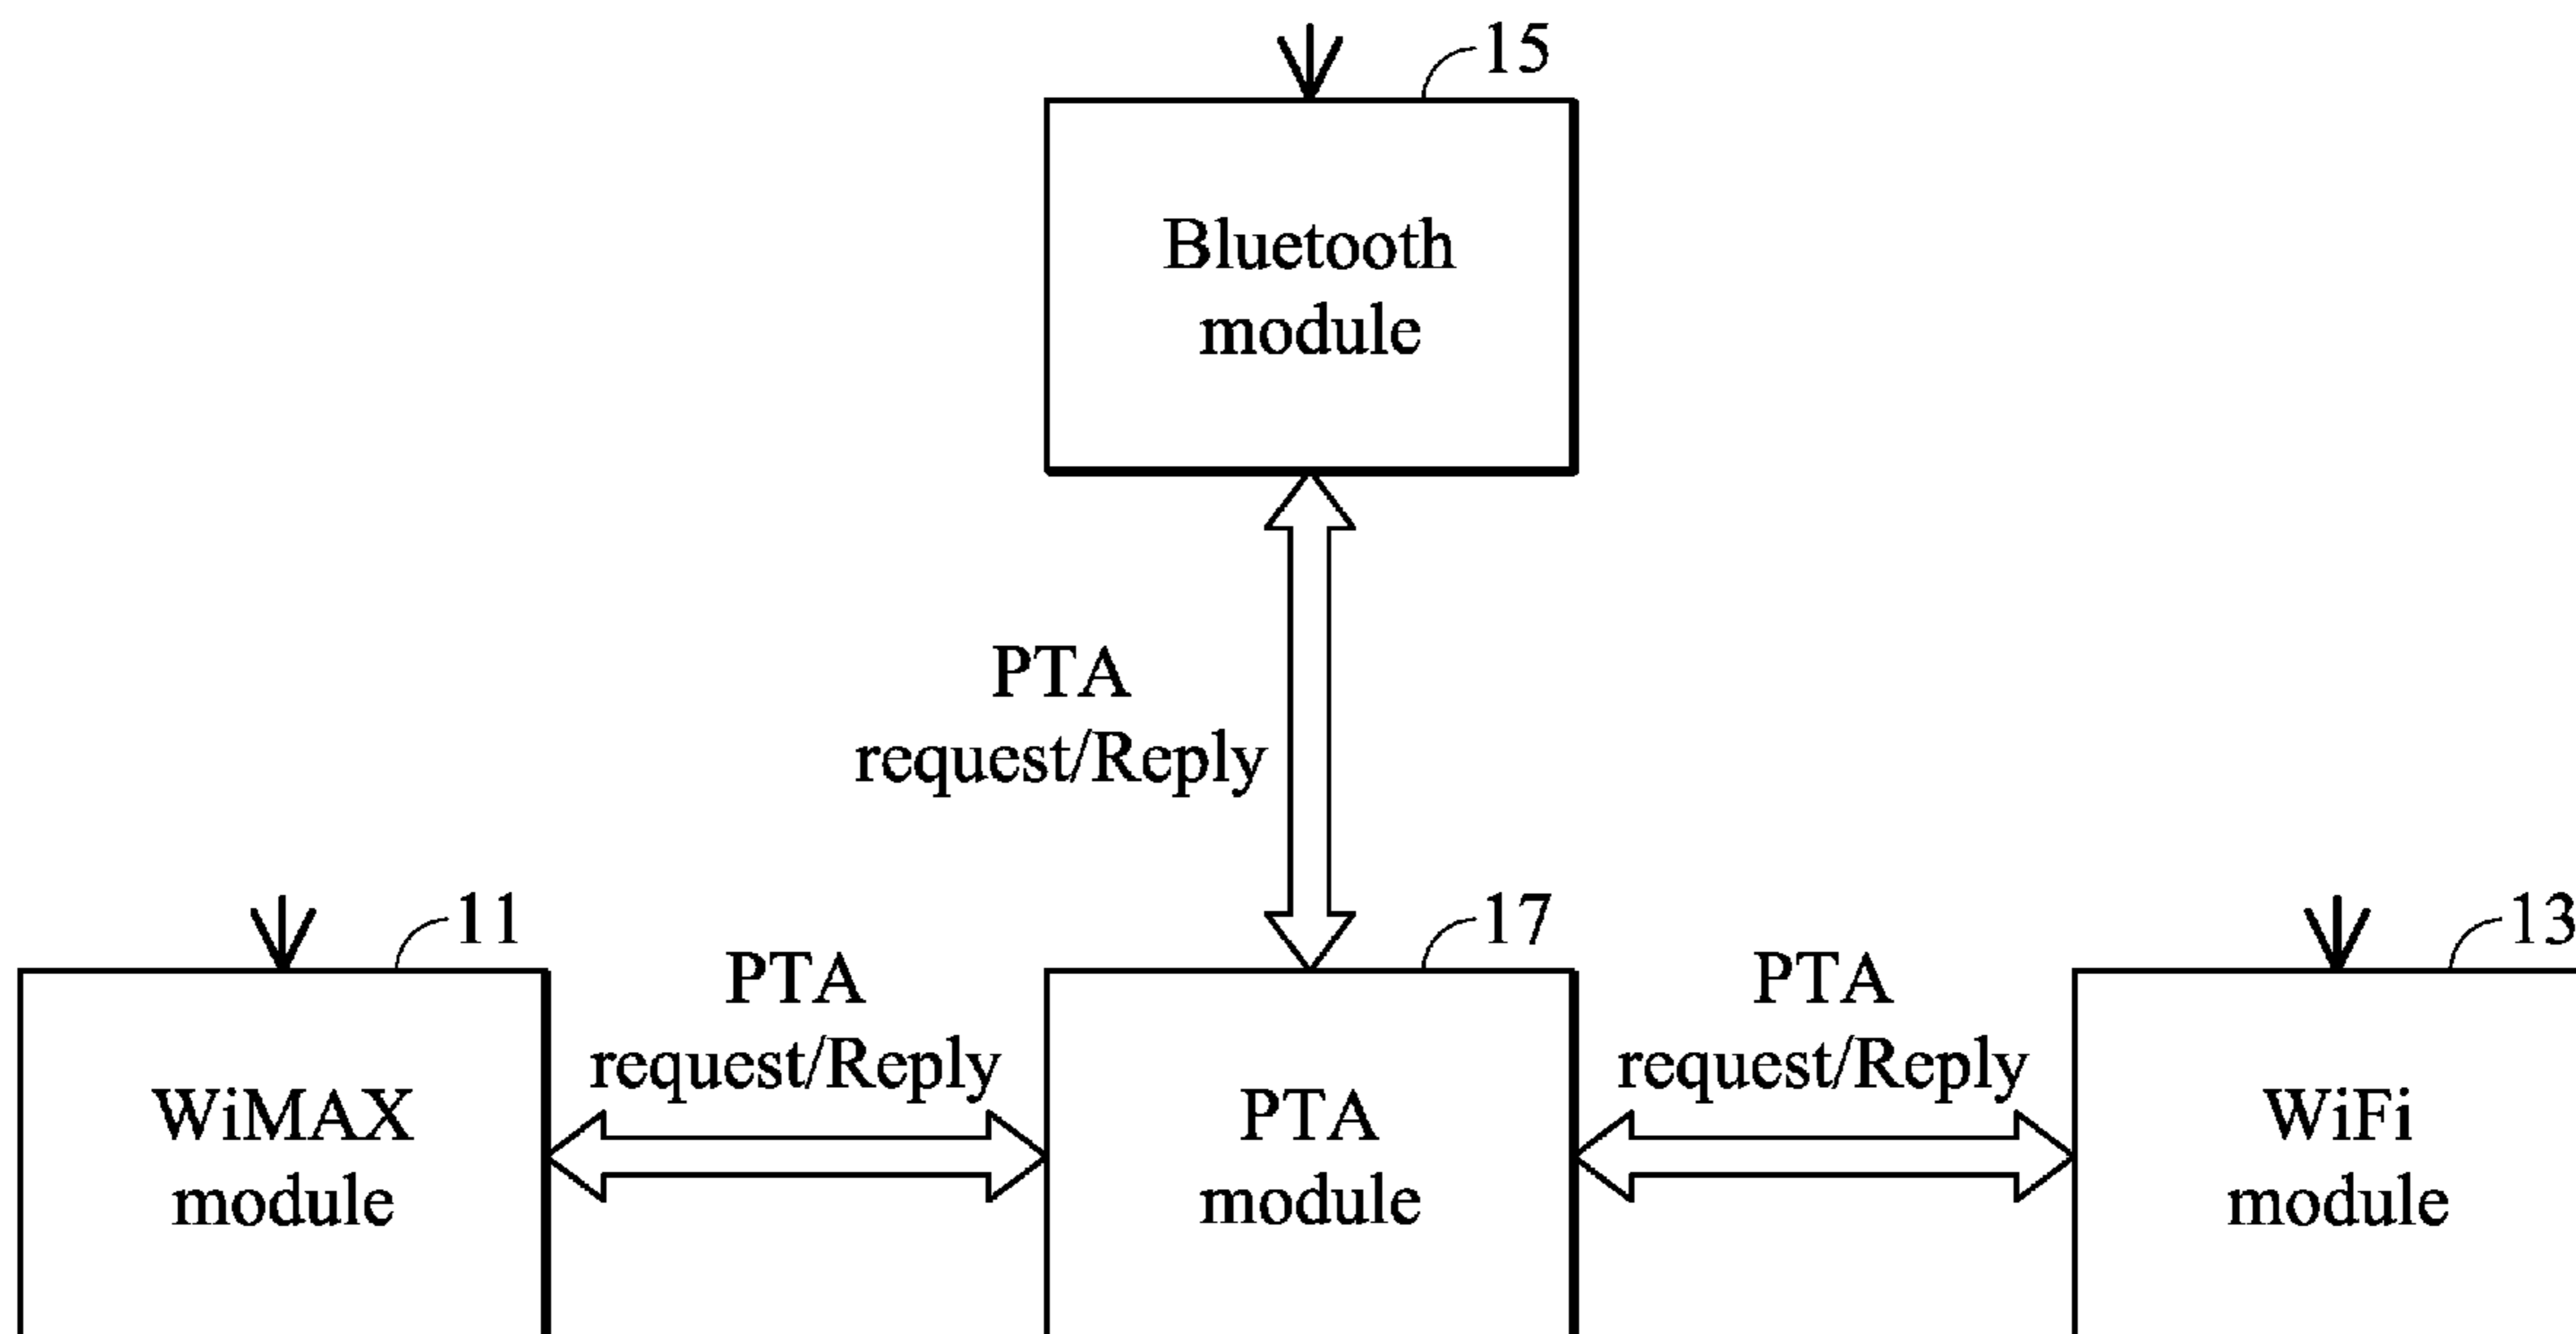 15
Bluetooth
module
PTA
request/Reply
11
17
13
PTA
request/Reply
PTA
request/Reply
WiMAX
module
PTA
module
WiFi
module